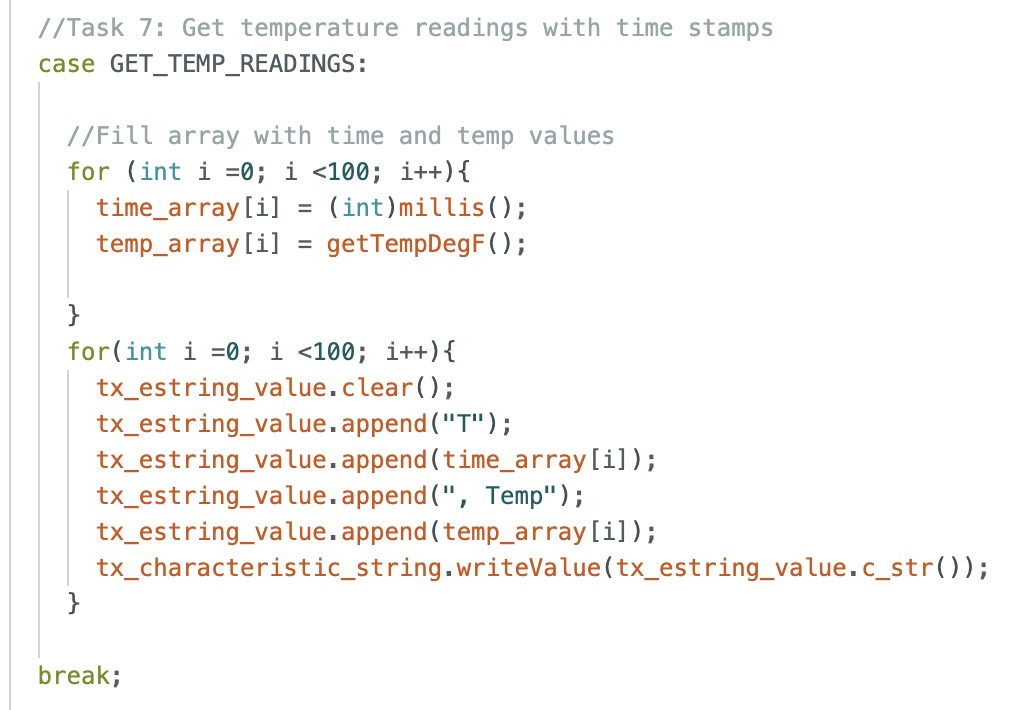 //Task 7: Get temperature readings with time stamps
case GET_TEMP_READINGS:
//Fill array with time and temp values
for (int i =0; i <100; i++){
time_array[i] = (int)millis();
temp_array[i] = getTempDegF();
}
for(int i =0; i <100; i++){
tx_estring_value.clear();
tx_estring_value.append("T");
tx_estring_value.append(time_array[i]);
tx_estring_value.append(", Temp");
tx_estring_value.append(temp_array[i]);
tx_characteristic_string.writeValue(tx_estring_value.c_str());
}
break;